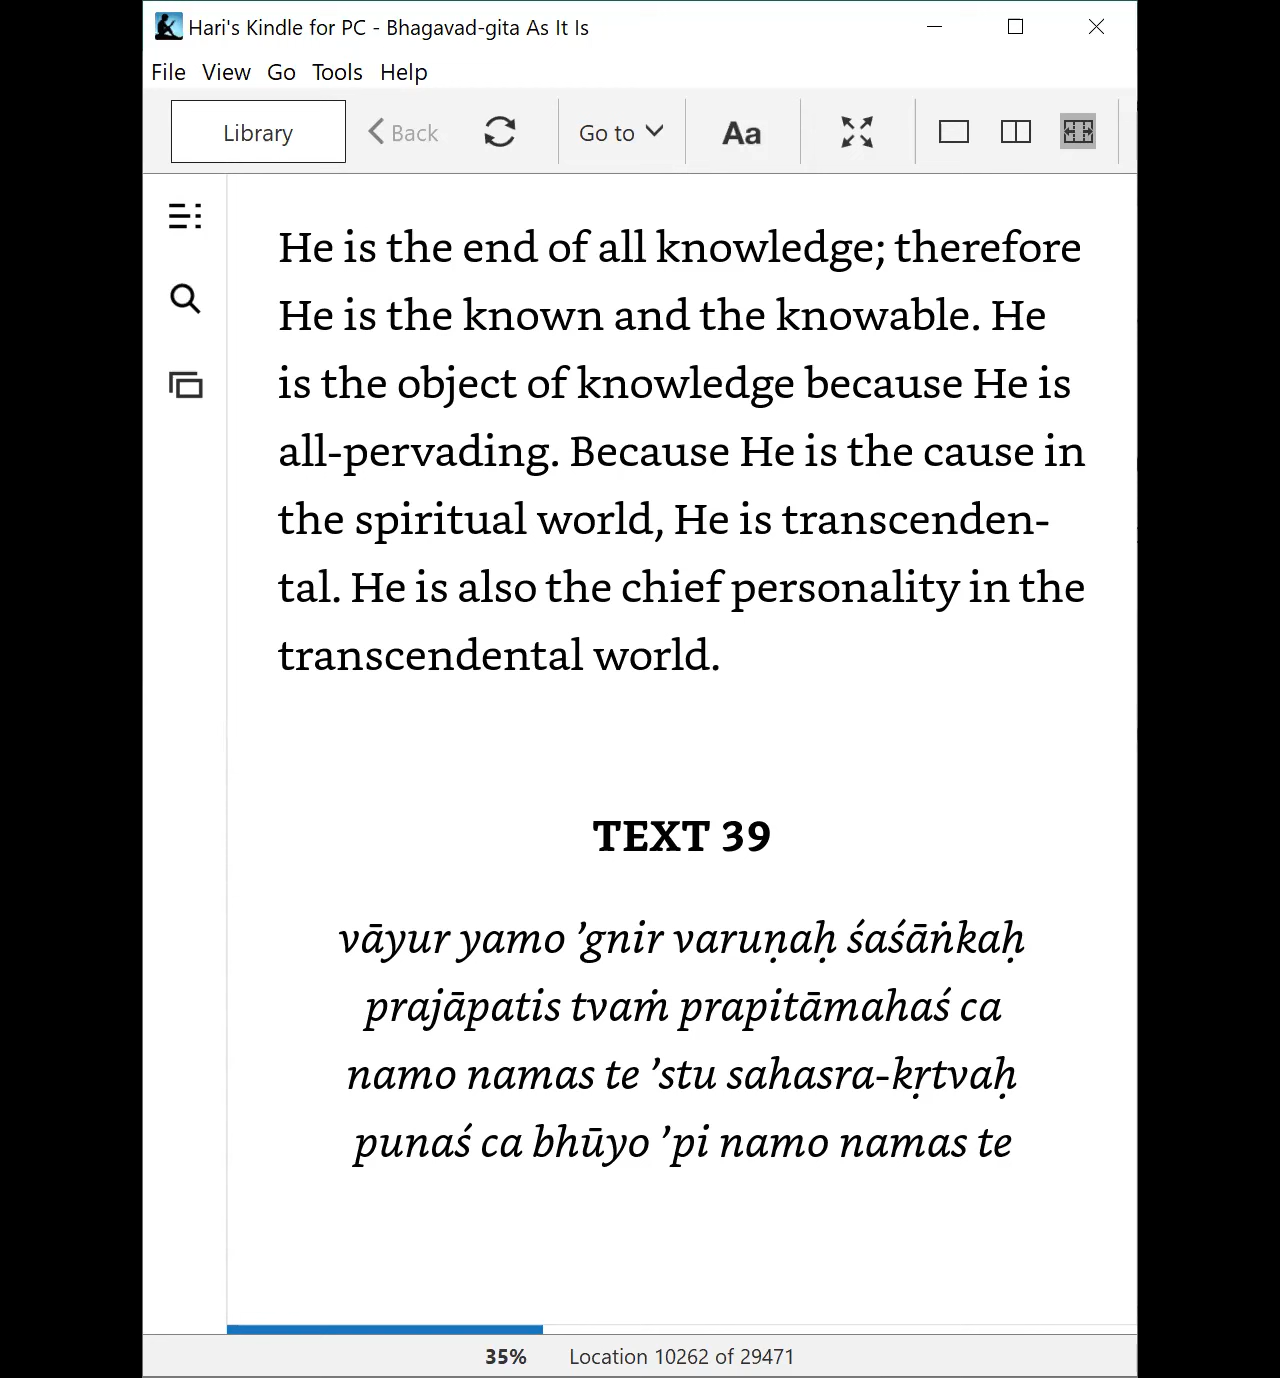 Hari's Kindle for PC - Bhagavad-gita As It Is
File View Go Tools Help
Library Back Go to Aa
He is the end of all knowledge; therefore
He is the known and the knowable. He
is the object of knowledge because He is
all-pervading. Because He is the cause in
the spiritual world, He is transcenden-
tal. He is also the chief personality in the
transcendental world.
TEXT 39
vāyur yamo ’gnir varuṇaḥ śaśāṅkaḥ
prajāpatis tvaṁ prapitāmahaś ca
namo namas te ’stu sahasra-kṛtvaḥ
punaś ca bhūyo ’pi namo namas te
35% Location 10262 of 29471